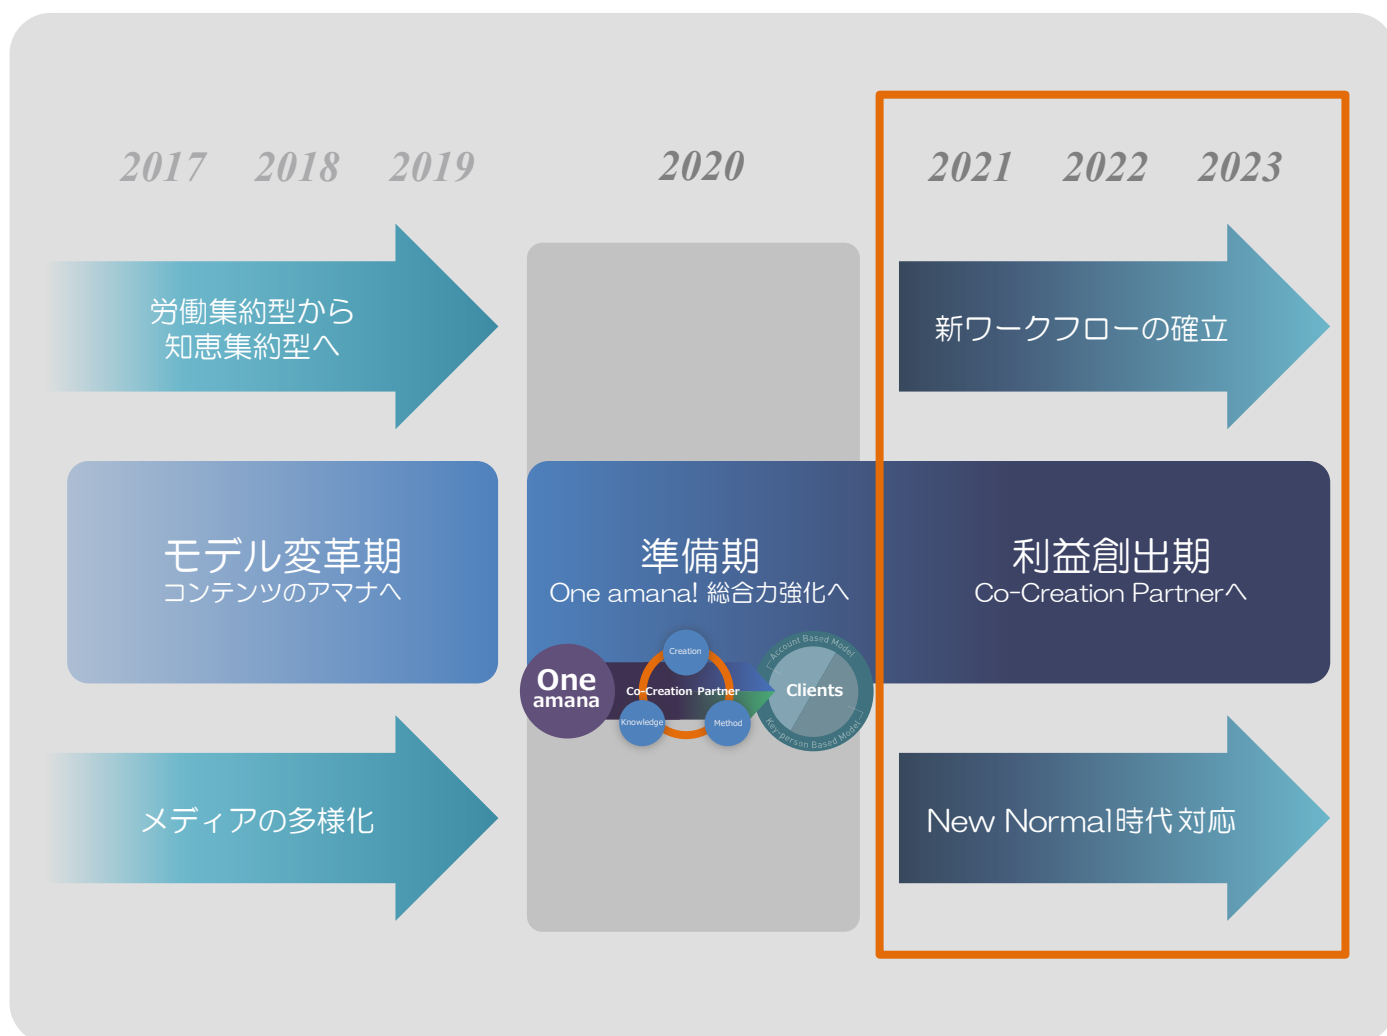 2017 2018 2019 2020 2021 2022 2023
労働集約型から
知恵集約型へ
新ワークフローの確立
モデル変革期
コンテンツのアマナへ
準備期
One amana! 総合力強化へ
利益創出期
Co-Creation Partnerへ
One
amana
Creation
Co-Creation Partner
Knowledge
Method
Account Based Model
Clients
Key-person Based Model
メディアの多様化
New Normal時代対応